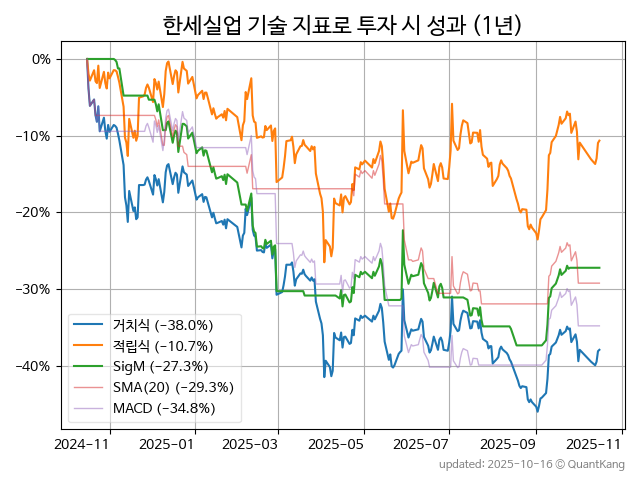 한세실업 기술 지표로 투자 시 성과 (1년)
0%
−10%
−20%
−30%
−40%
거치식 (−38.0%)
적립식 (−10.7%)
SigM (−27.3%)
SMA(20) (−29.3%)
MACD (−34.8%)
2024−11
2025−01
2025−03
2025−05
2025−07
2025−09
2025−11
updated: 2025-10-16 © QuantKang